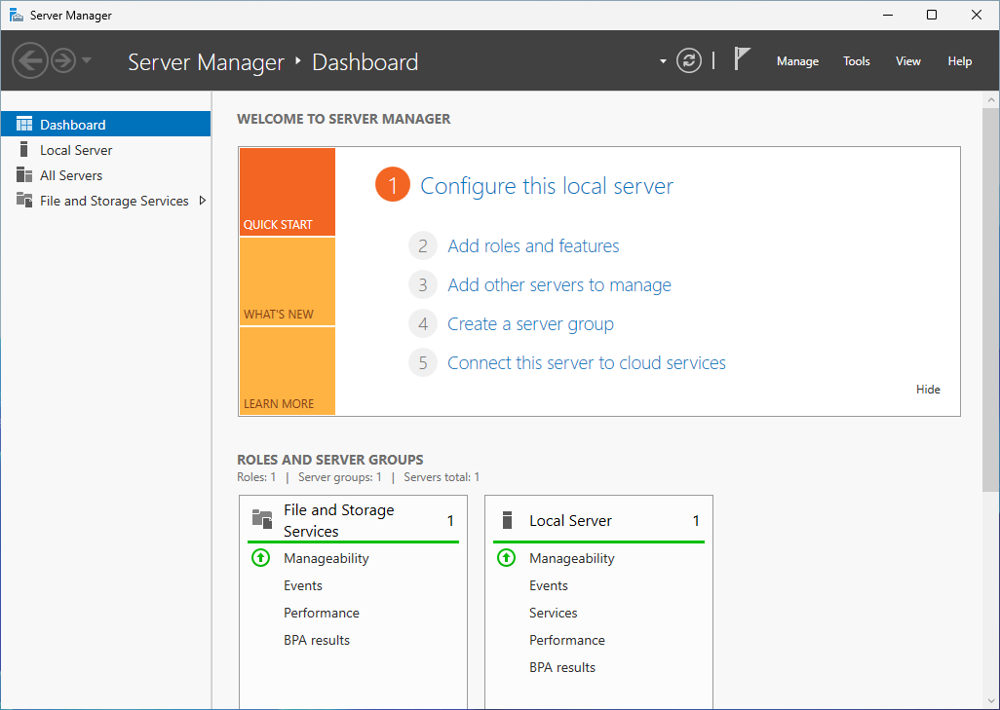 Server Manager
Server Manager ‣ Dashboard
Manage
Tools
View
Help
Dashboard
Local Server
All Servers
File and Storage Services
WELCOME TO SERVER MANAGER
QUICK START
WHAT'S NEW
LEARN MORE
1 Configure this local server
2 Add roles and features
3 Add other servers to manage
4 Create a server group
5 Connect this server to cloud services
Hide
ROLES AND SERVER GROUPS
Roles: 1 | Server groups: 1 | Servers total: 1
File and Storage
Services
1
Manageability
Events
Performance
BPA results
Local Server 1
Manageability
Events
Services
Performance
BPA results